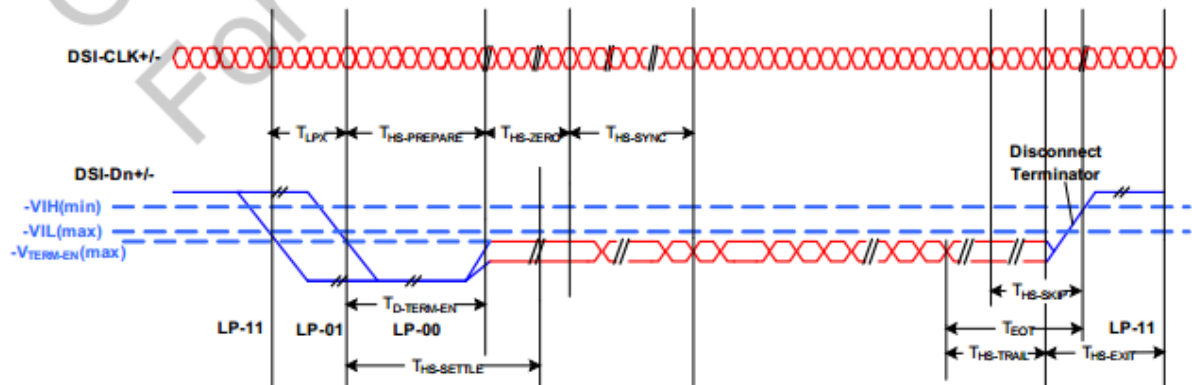 For
DSI-CLK+/-
TLPX THS-PREPARE THS-ZERO THS-SYNC
DSI-Dn+/-
Disconnect
Terminator
-VIH(min)
-VIL(max)
-VTERM-EN(max)
THS-SKIP
TD-TERM-EN
LP-11 LP-01 LP-00 TEOT LP-11
THS-TRAIL THS-EXIT
THS-SETTLE